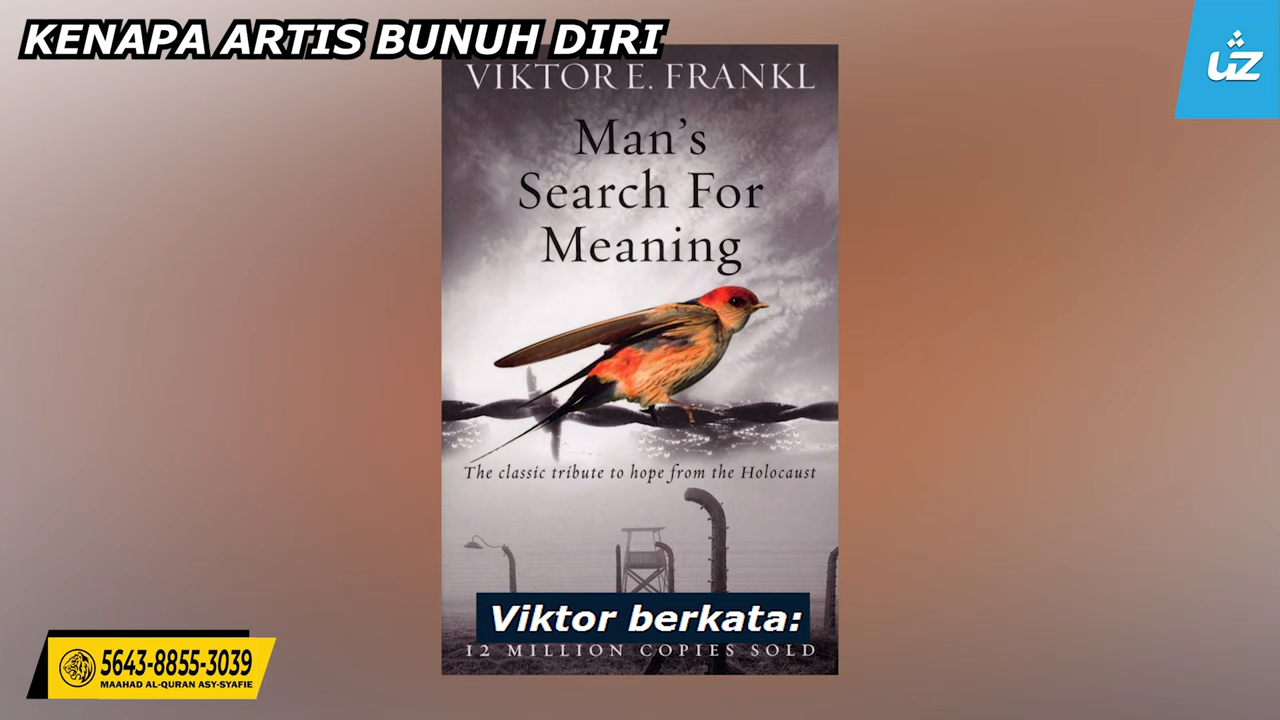 KENAPA ARTIS BUNUH DIRI
üz
VIKTOR E. FRANKL
Man's
Search For
Meaning
The classic tribute to hope from the Holocaust
Viktor berkata:
12 MILLION COPIES SOLD
5643-8855-3039
MAAHAD AL-QURAN ASY-SYAFIE